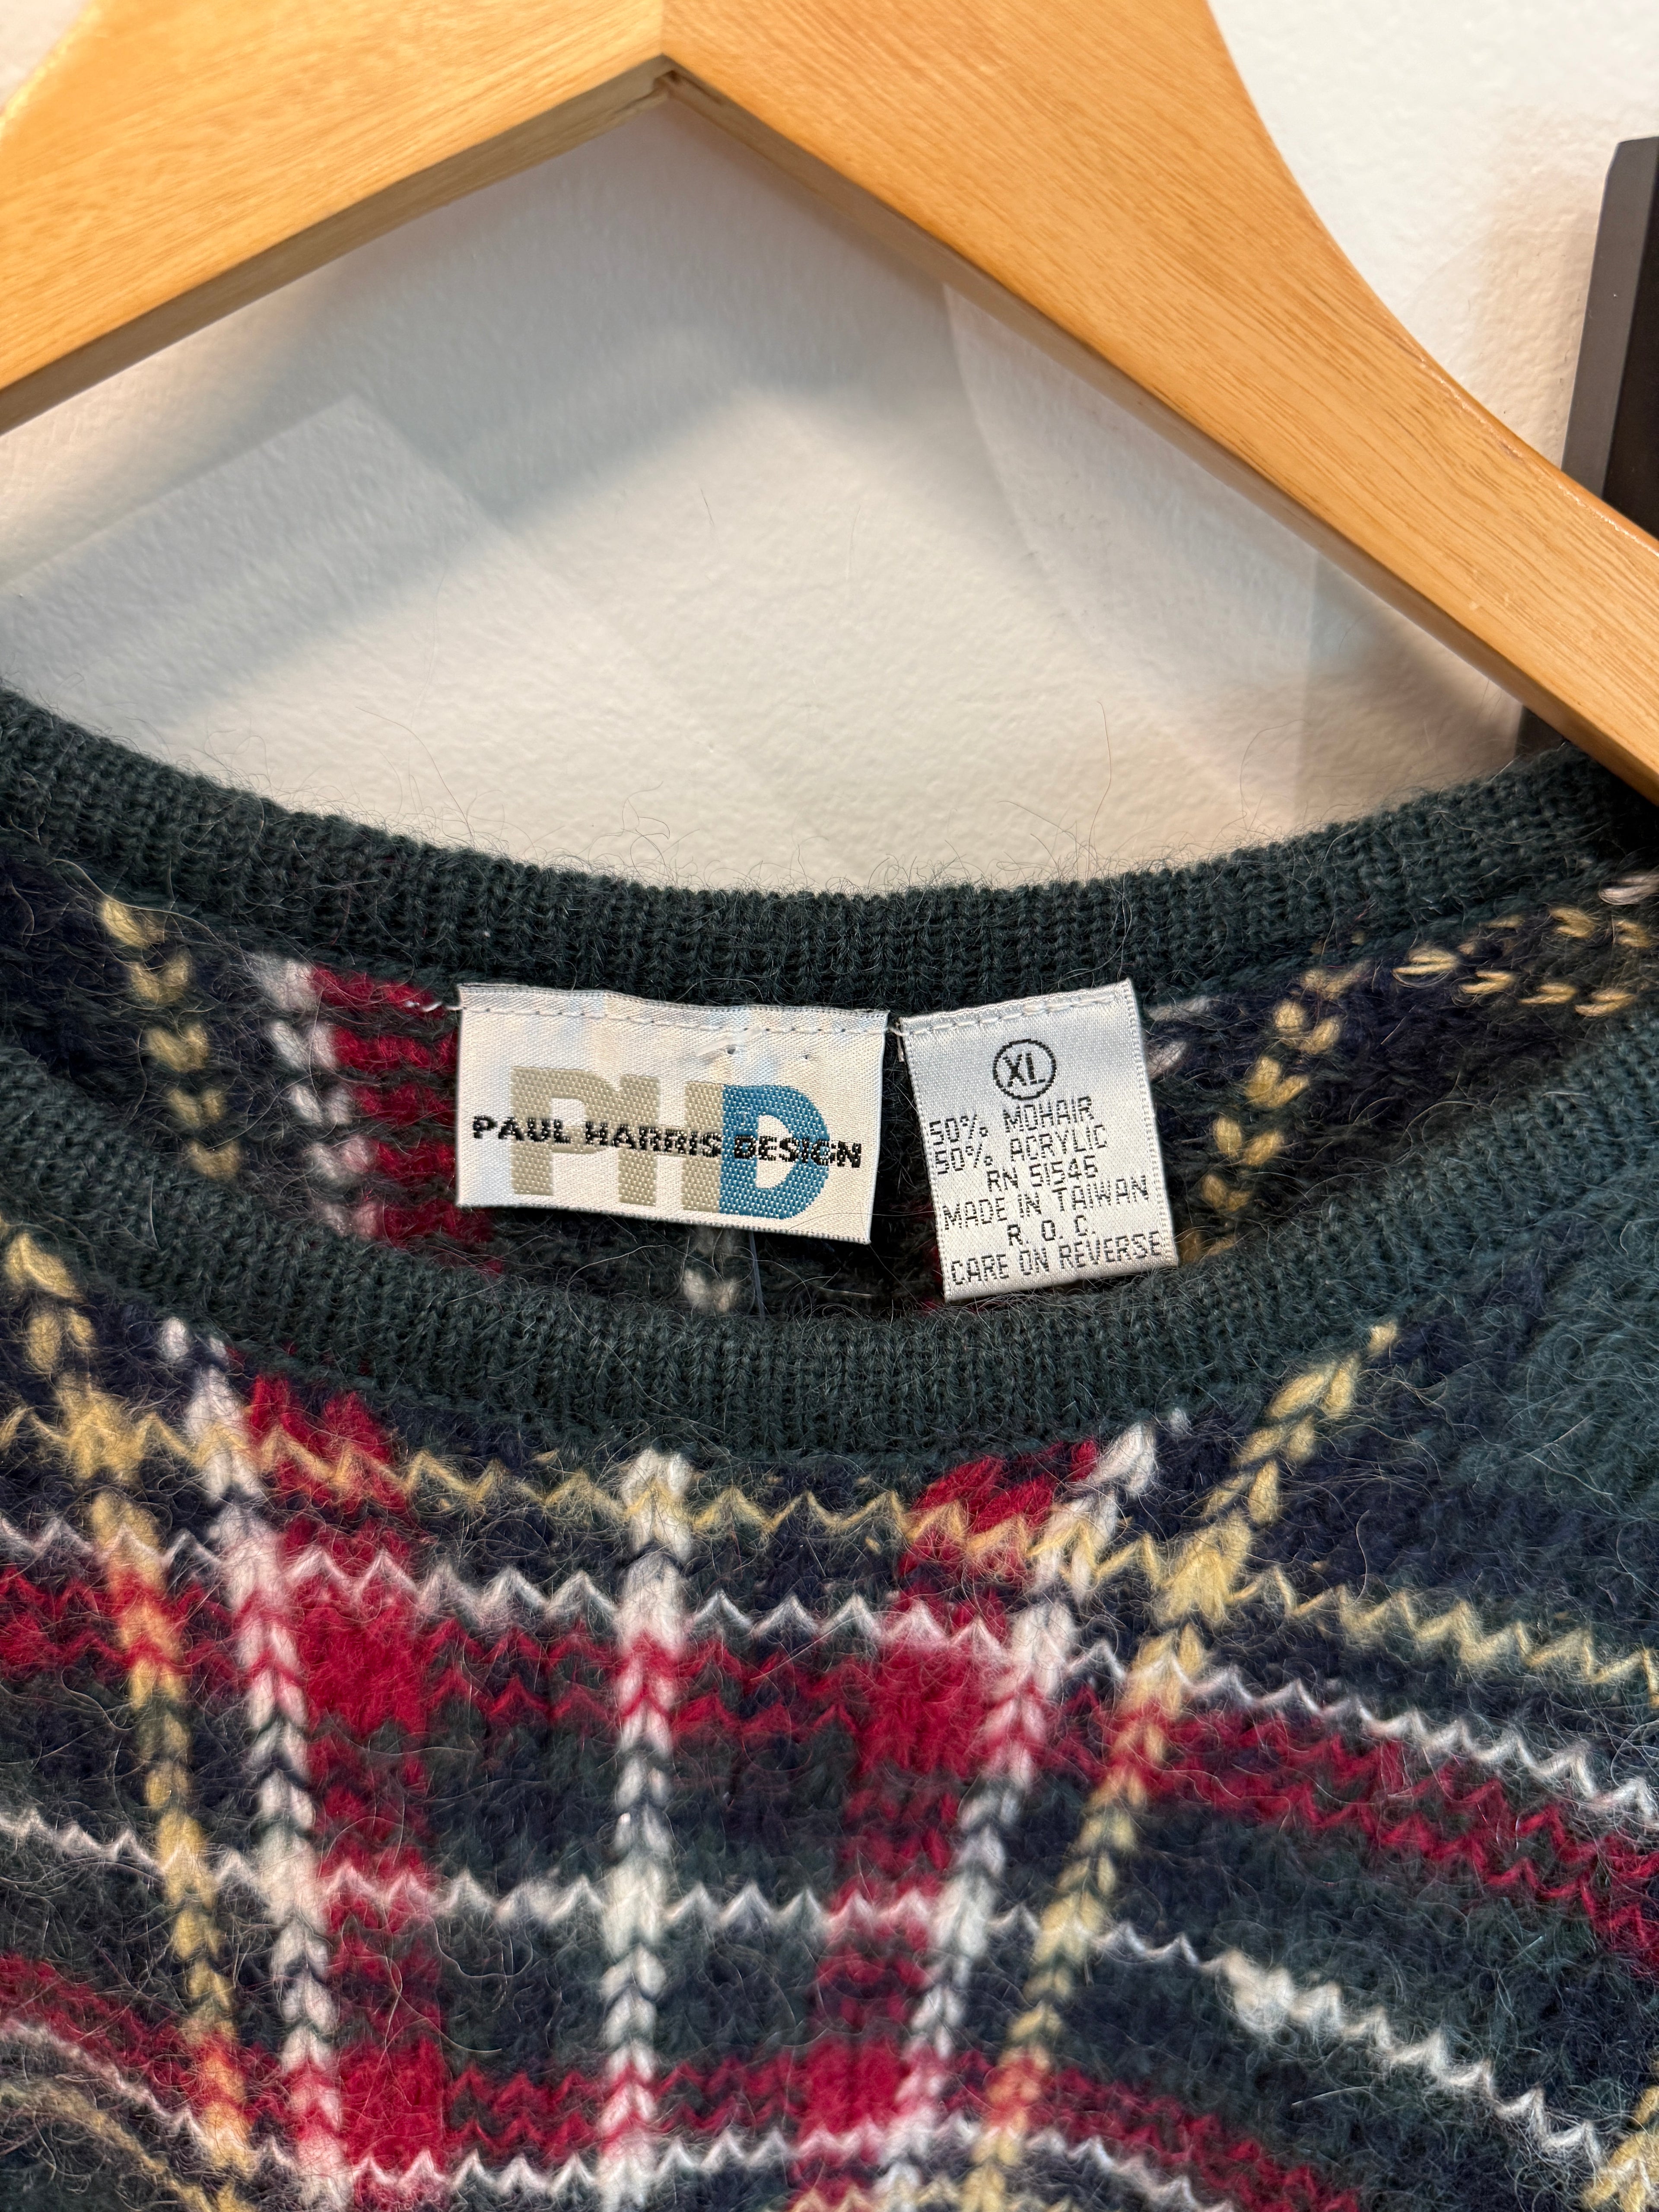 PHD
PAUL HARRIS DESIGN
XL
50% MOHAIR
50% ACRYLIC
RN 51546
MADE IN TAIWAN
R. O. C.
CARE ON REVERSE